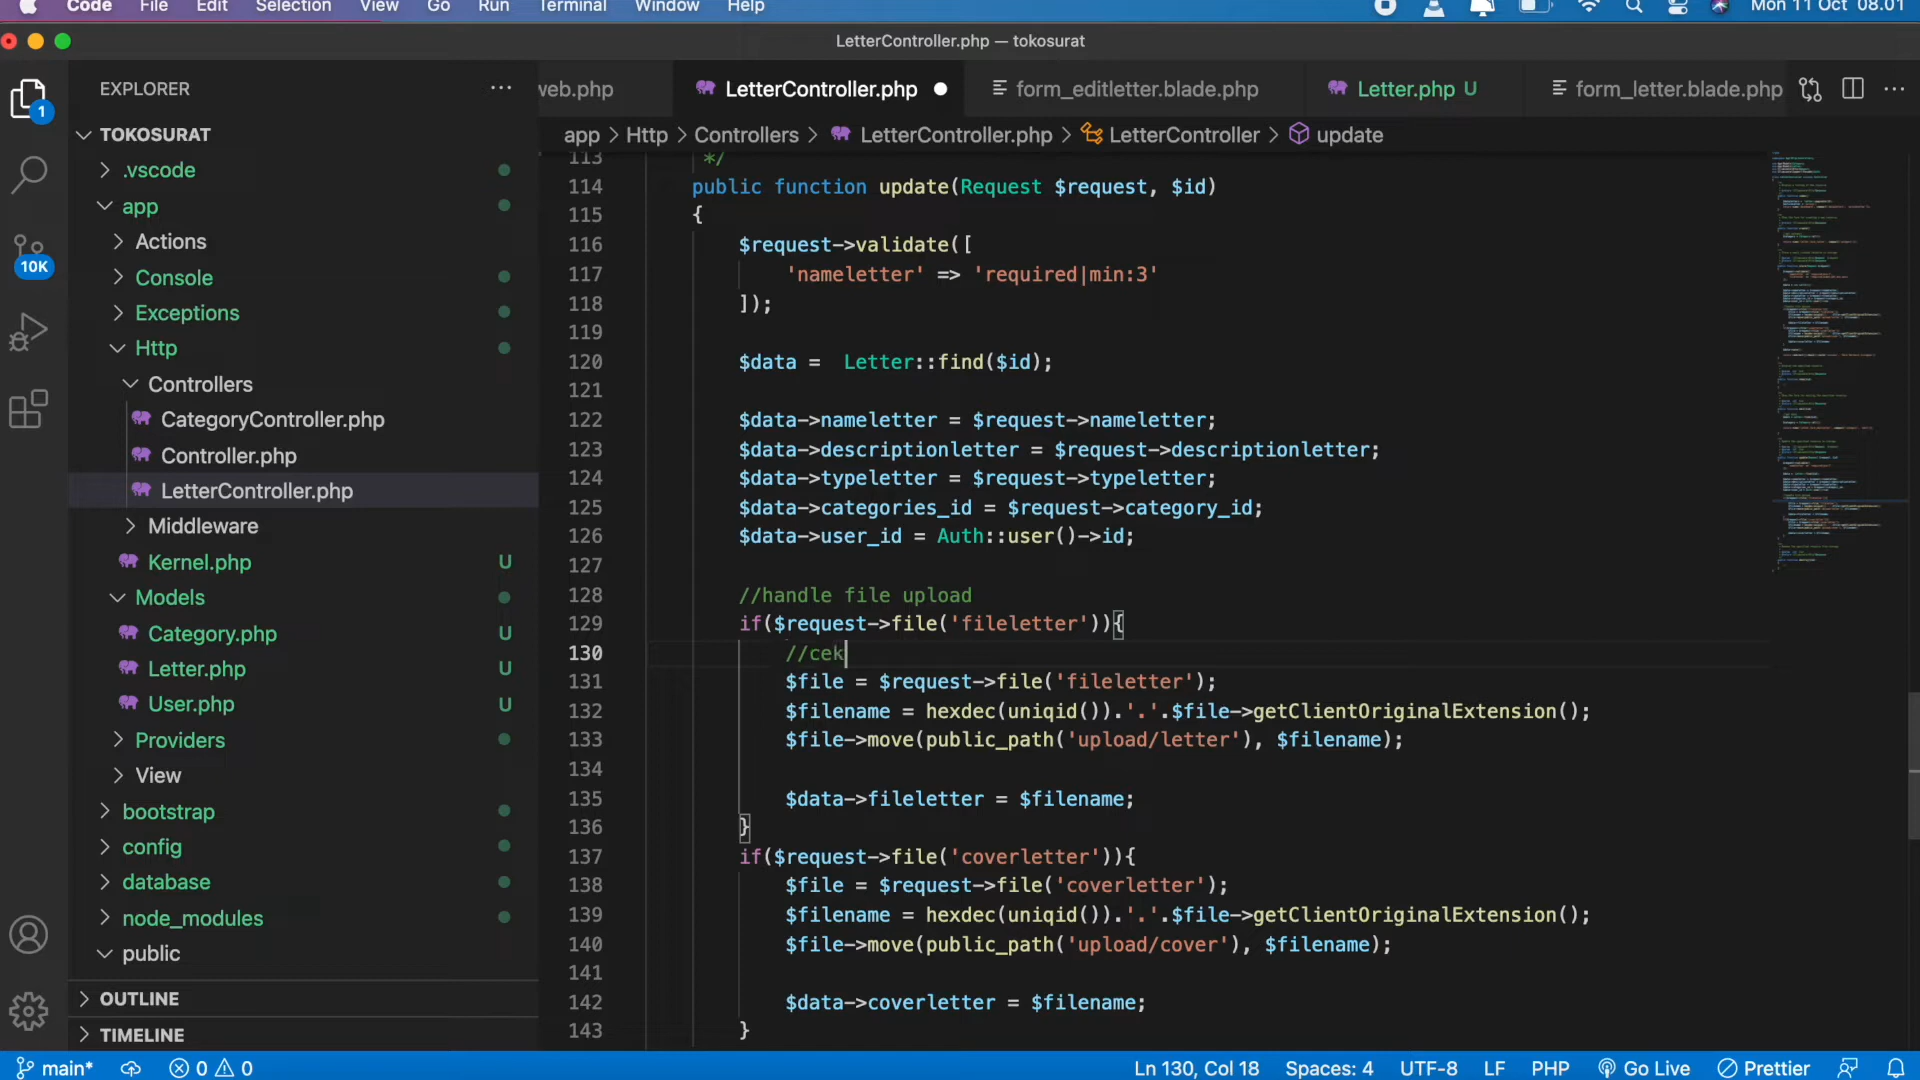 Code File Edit Selection View Go Run Terminal Window Help Mon 11 Oct 08.01
LetterController.php — tokosurat
EXPLORER
web.php LetterController.php form_editletter.blade.php Letter.php U form_letter.blade.php
app > Http > Controllers > LetterController.php > LetterController > update
1
10K
TOKOSURAT
.vscode
app
Actions
Console
Exceptions
Http
Controllers
CategoryController.php
Controller.php
LetterController.php
Middleware
Kernel.php U
Models
Category.php U
Letter.php U
User.php U
Providers
View
bootstrap
config
database
node_modules
public
OUTLINE
TIMELINE
113 */
114 public function update(Request $request, $id)
115 {
116 $request->validate([
117 'nameletter' => 'required|min:3'
118 ]);
119
120 $data =  Letter::find($id);
121
122 $data->nameletter = $request->nameletter;
123 $data->descriptionletter = $request->descriptionletter;
124 $data->typeletter = $request->typeletter;
125 $data->categories_id = $request->category_id;
126 $data->user_id = Auth::user()->id;
127
128 //handle file upload
129 if($request->file('fileletter')){
130 //cek
131 $file = $request->file('fileletter');
132 $filename = hexdec(uniqid()).'.'.$file->getClientOriginalExtension();
133 $file->move(public_path('upload/letter'), $filename);
134
135 $data->fileletter = $filename;
136 }
137 if($request->file('coverletter')){
138 $file = $request->file('coverletter');
139 $filename = hexdec(uniqid()).'.'.$file->getClientOriginalExtension();
140 $file->move(public_path('upload/cover'), $filename);
141
142 $data->coverletter = $filename;
143 }
main* 0 0 Ln 130, Col 18 Spaces: 4 UTF-8 LF PHP Go Live Prettier